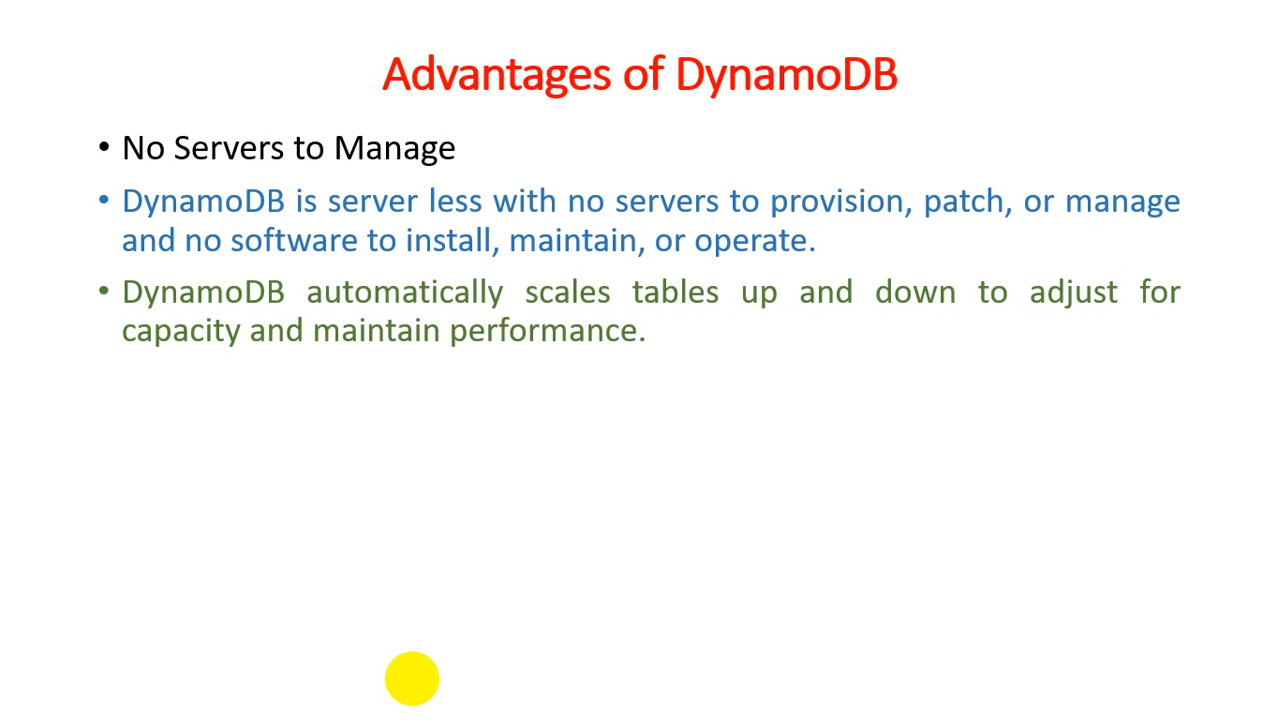 Advantages of DynamoDB
• No Servers to Manage
• DynamoDB is server less with no servers to provision, patch, or manage
and no software to install, maintain, or operate.
• DynamoDB automatically scales tables up and down to adjust for
capacity and maintain performance.